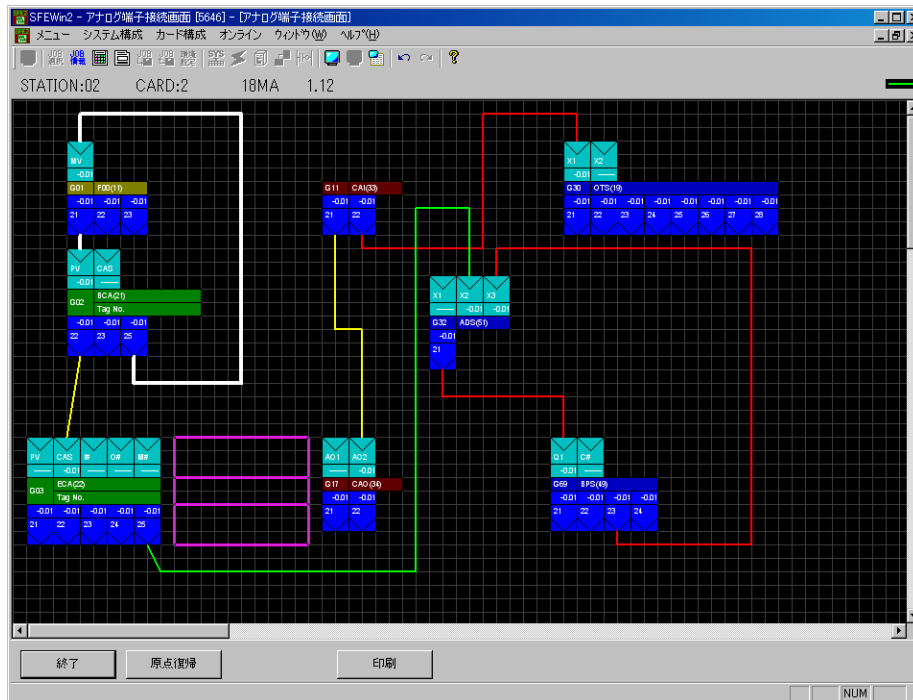 SFEWin2 - アナログ端子接続画面 [5646] - [アナログ端子接続画面]
メニュー システム構成 カード構成 オンライン ウィンドウ(W) ヘルプ(H)
JOB 情報 SYS
STATION:02 CARD:2 18MA 1.12
MV
-0.01
G01 F00(11)
-0.01 -0.01 -0.01
21 22 23
PV CAS
-0.01
G02 BCA(21)
Tag No.
-0.01 -0.01 -0.01
22 23 25
PV CAS I# O# M#
-0.01
G03 ECA(22)
Tag No.
-0.01 -0.01 -0.01 -0.01 -0.01
21 22 23 24 25
G11 CAI(33)
-0.01 -0.01
21 22
AO1 AO2
-0.01 -0.01
G17 CAO(34)
-0.01 -0.01
21 22
X1 X2
-0.01
G30 OTS(19)
-0.01 -0.01 -0.01 -0.01 -0.01 -0.01 -0.01 -0.01
21 22 23 24 25 26 27 28
X1 X2 X3
-0.01 -0.01
G32 ADS(51)
-0.01
21
Q1 C#
-0.01
G69 BPS(49)
-0.01 -0.01 -0.01 -0.01
21 22 23 24
終了 原点復帰 印刷
NUM